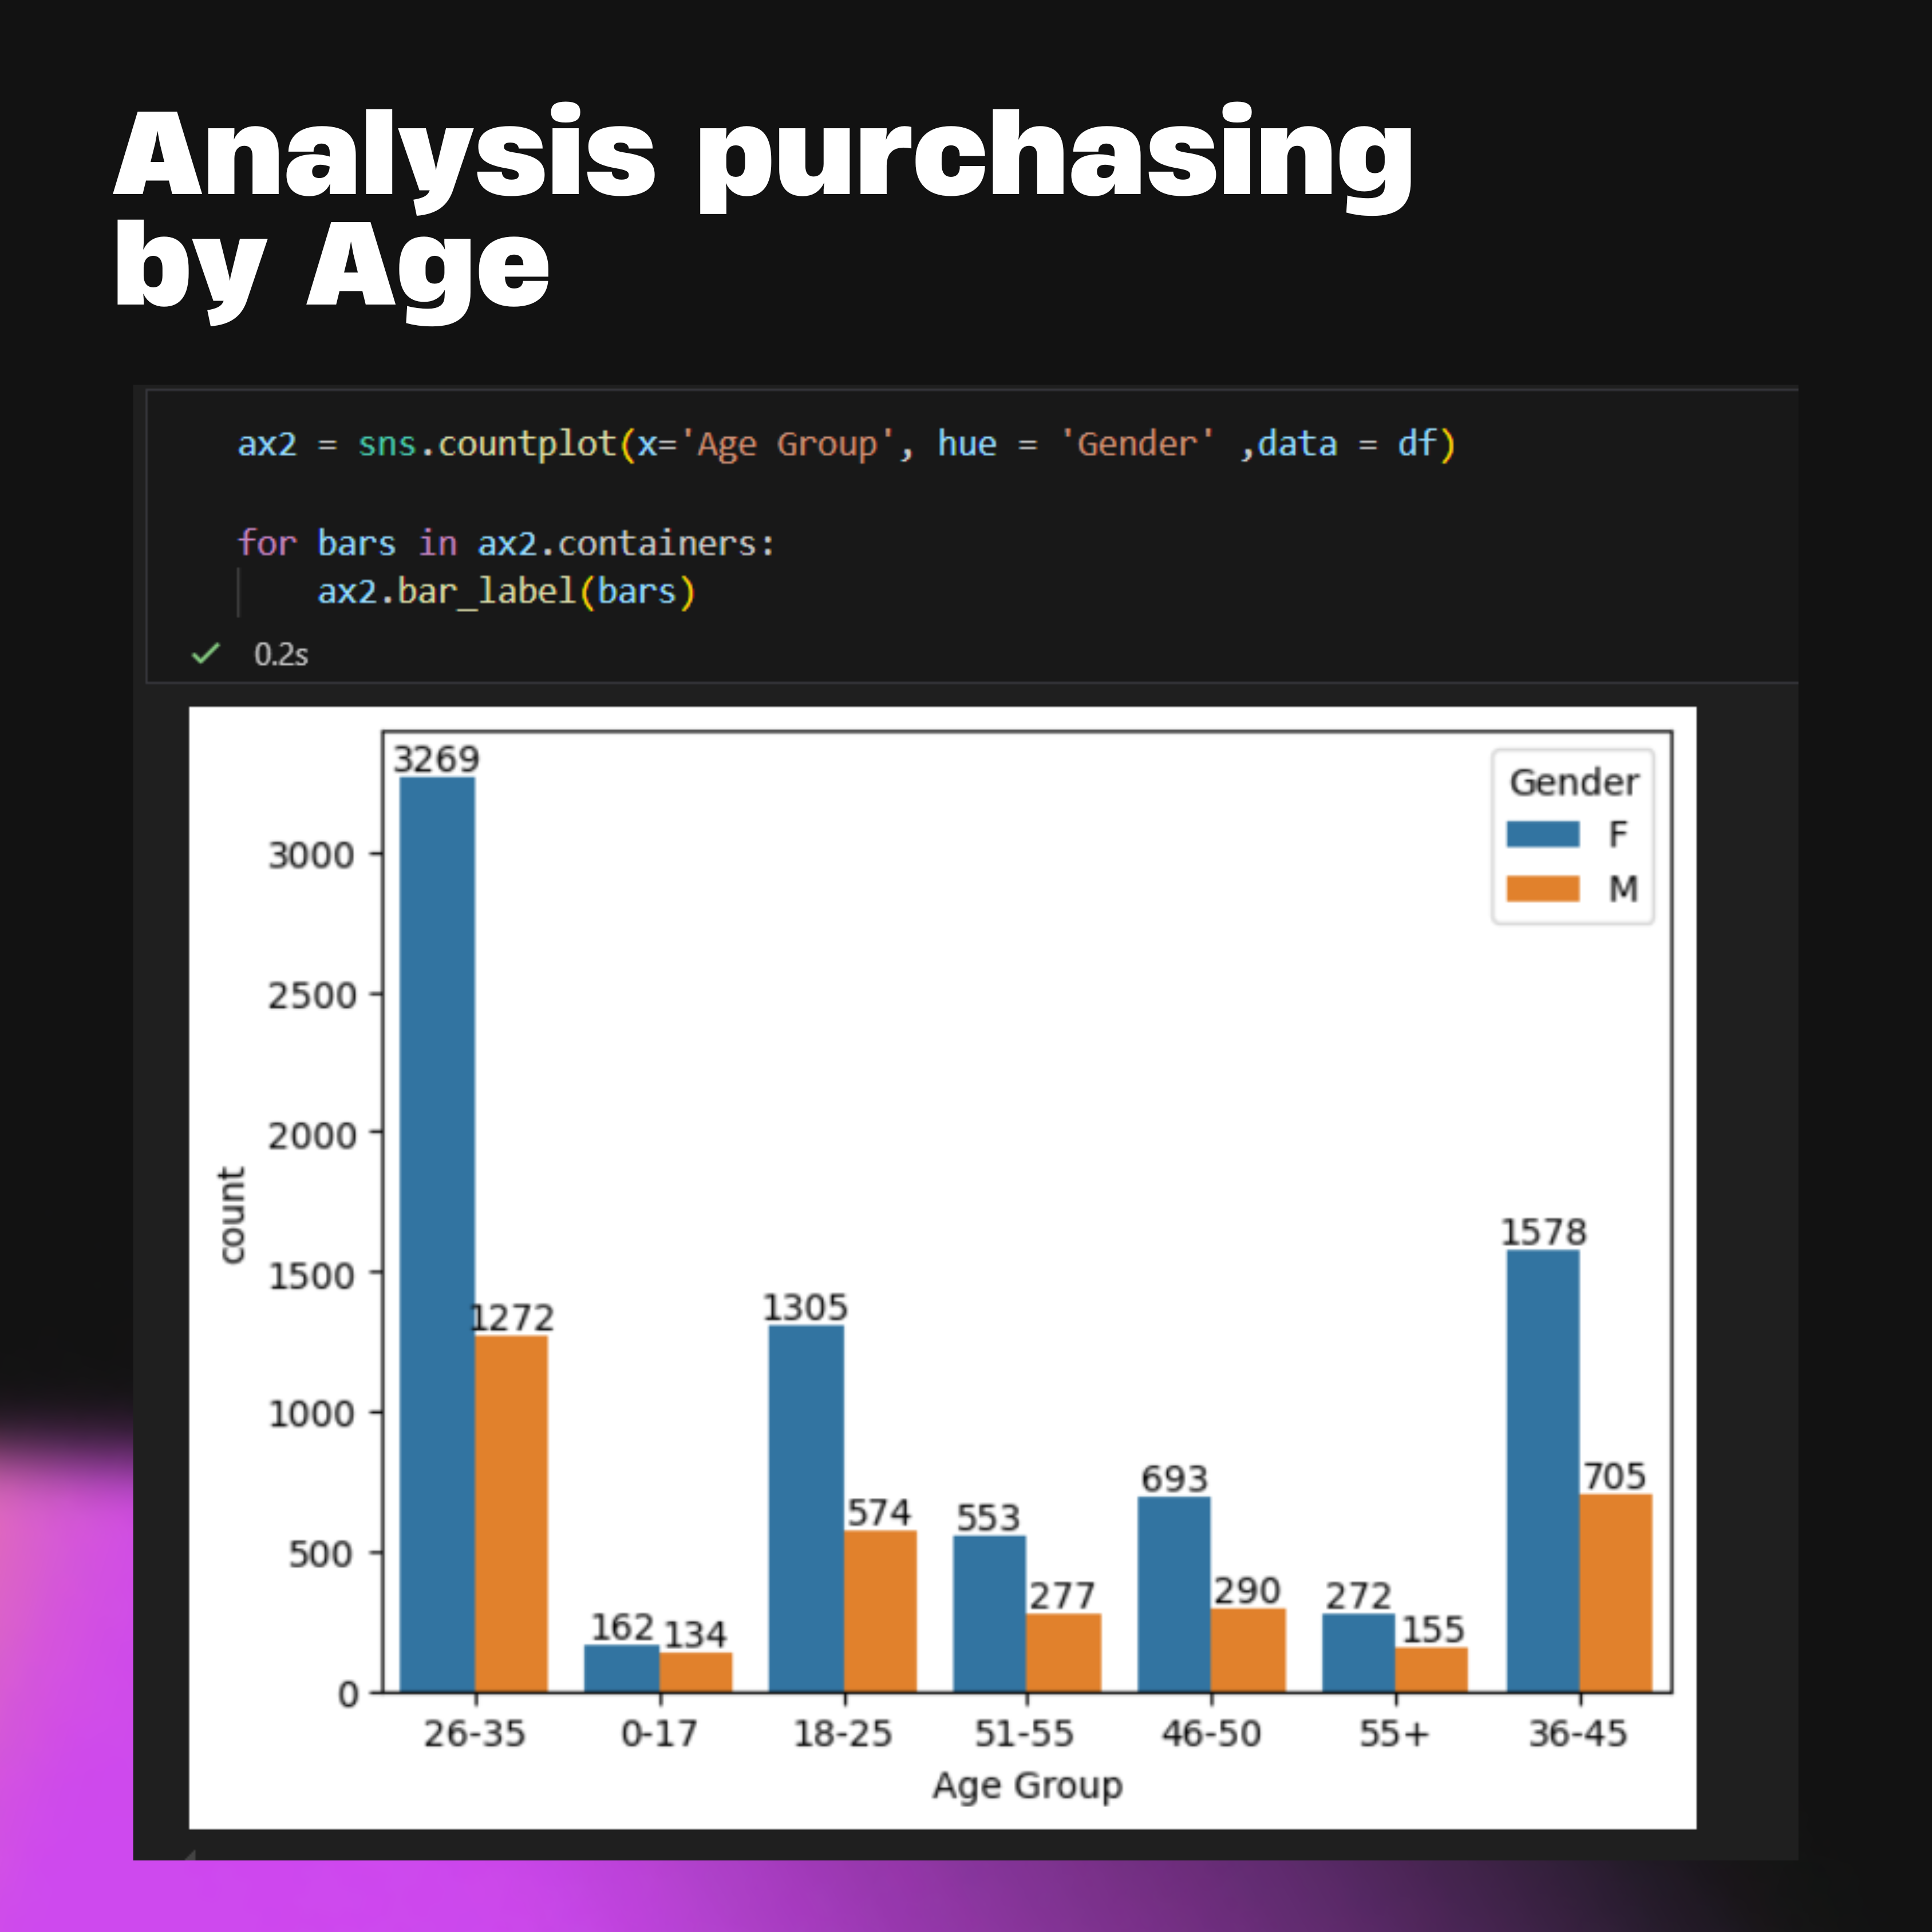 Analysis purchasing
by Age
ax2 = sns.countplot(x='Age Group', hue = 'Gender' ,data = df)
for bars in ax2.containers:
ax2.bar_label(bars)
0.2s
3269
Gender
F
M
3000
2500
2000
1500
1000
500
0
count
1272
162
134
1305
574
553
277
693
290
272
155
1578
705
26-35
0-17
18-25
51-55
46-50
55+
36-45
Age Group